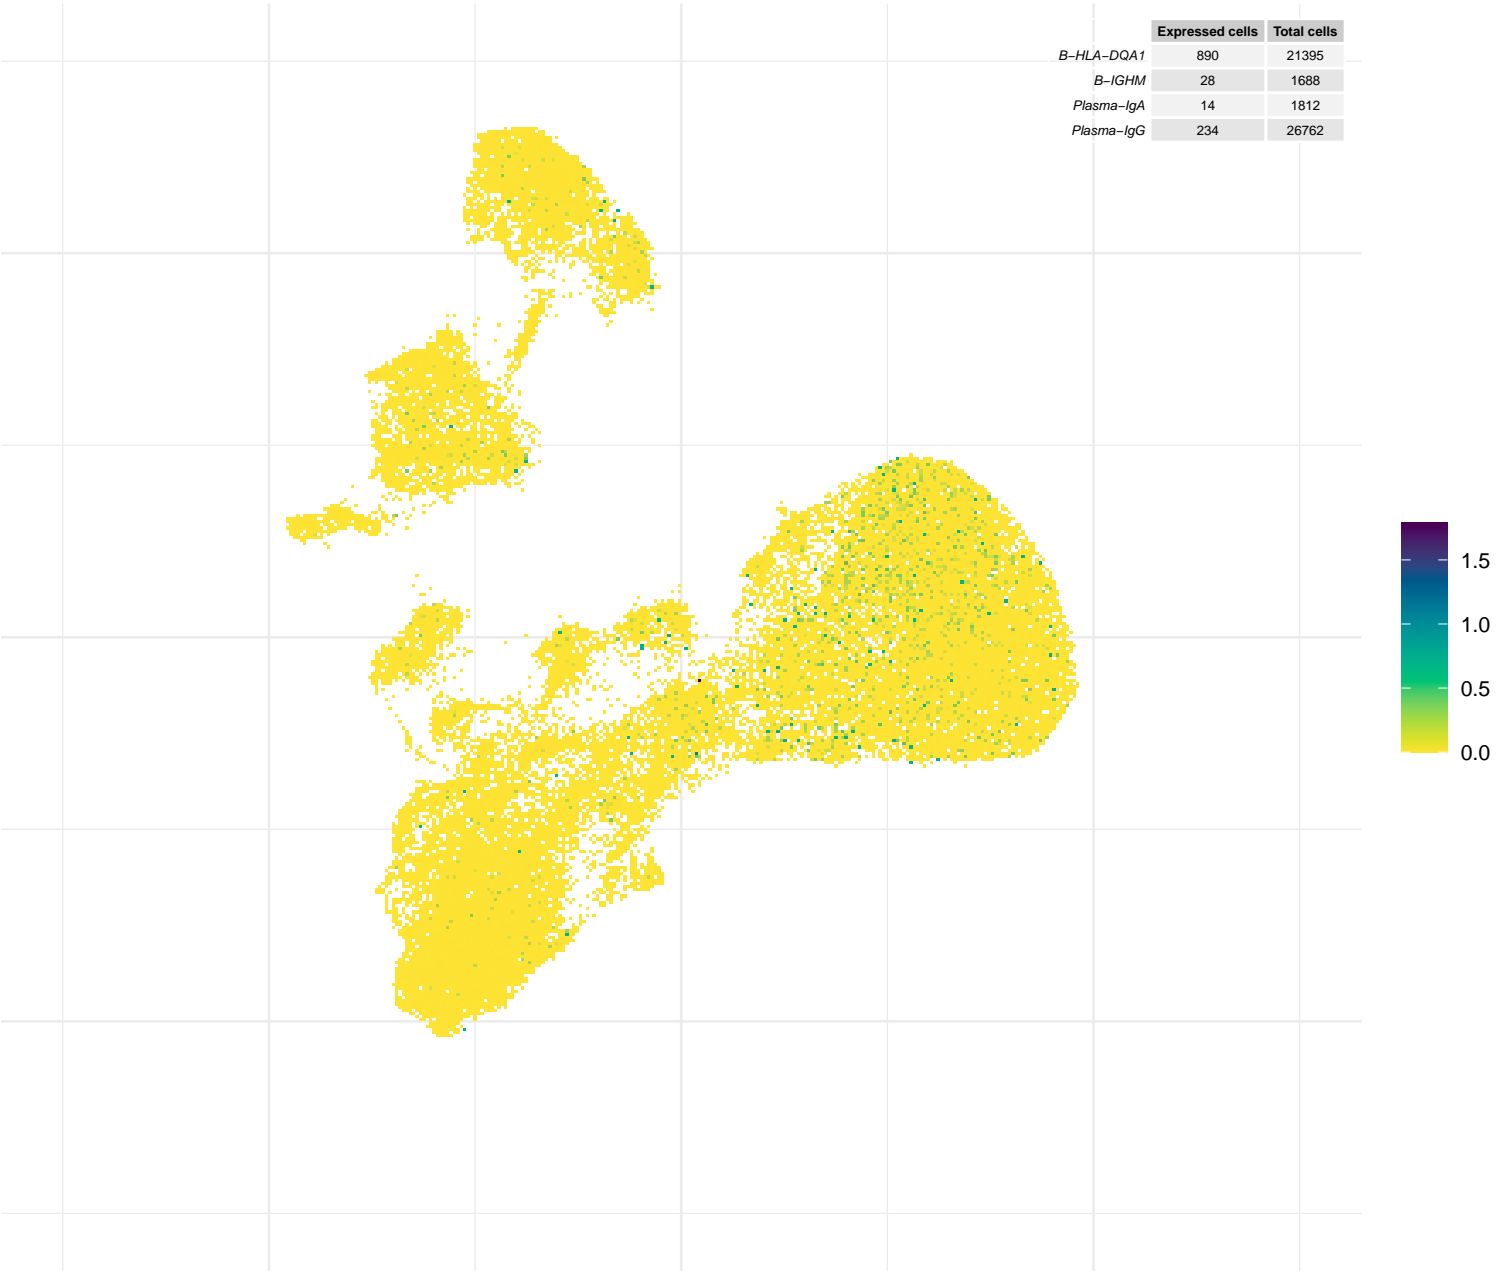 Expressed cells Total cells
B−HLA−DQA1 890 21395
B−IGHM 28 1688
Plasma−IgA 14 1812
Plasma−IgG 234 26762
1.5
1.0
0.5
0.0